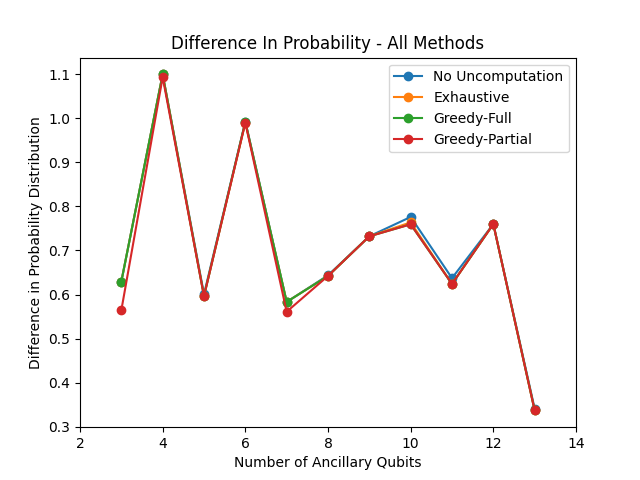 Difference In Probability - All Methods
No Uncomputation
Exhaustive
Greedy-Full
Greedy-Partial
Difference in Probability Distribution
1.1
1.0
0.9
0.8
0.7
0.6
0.5
0.4
0.3
2 4 6 8 10 12 14
Number of Ancillary Qubits